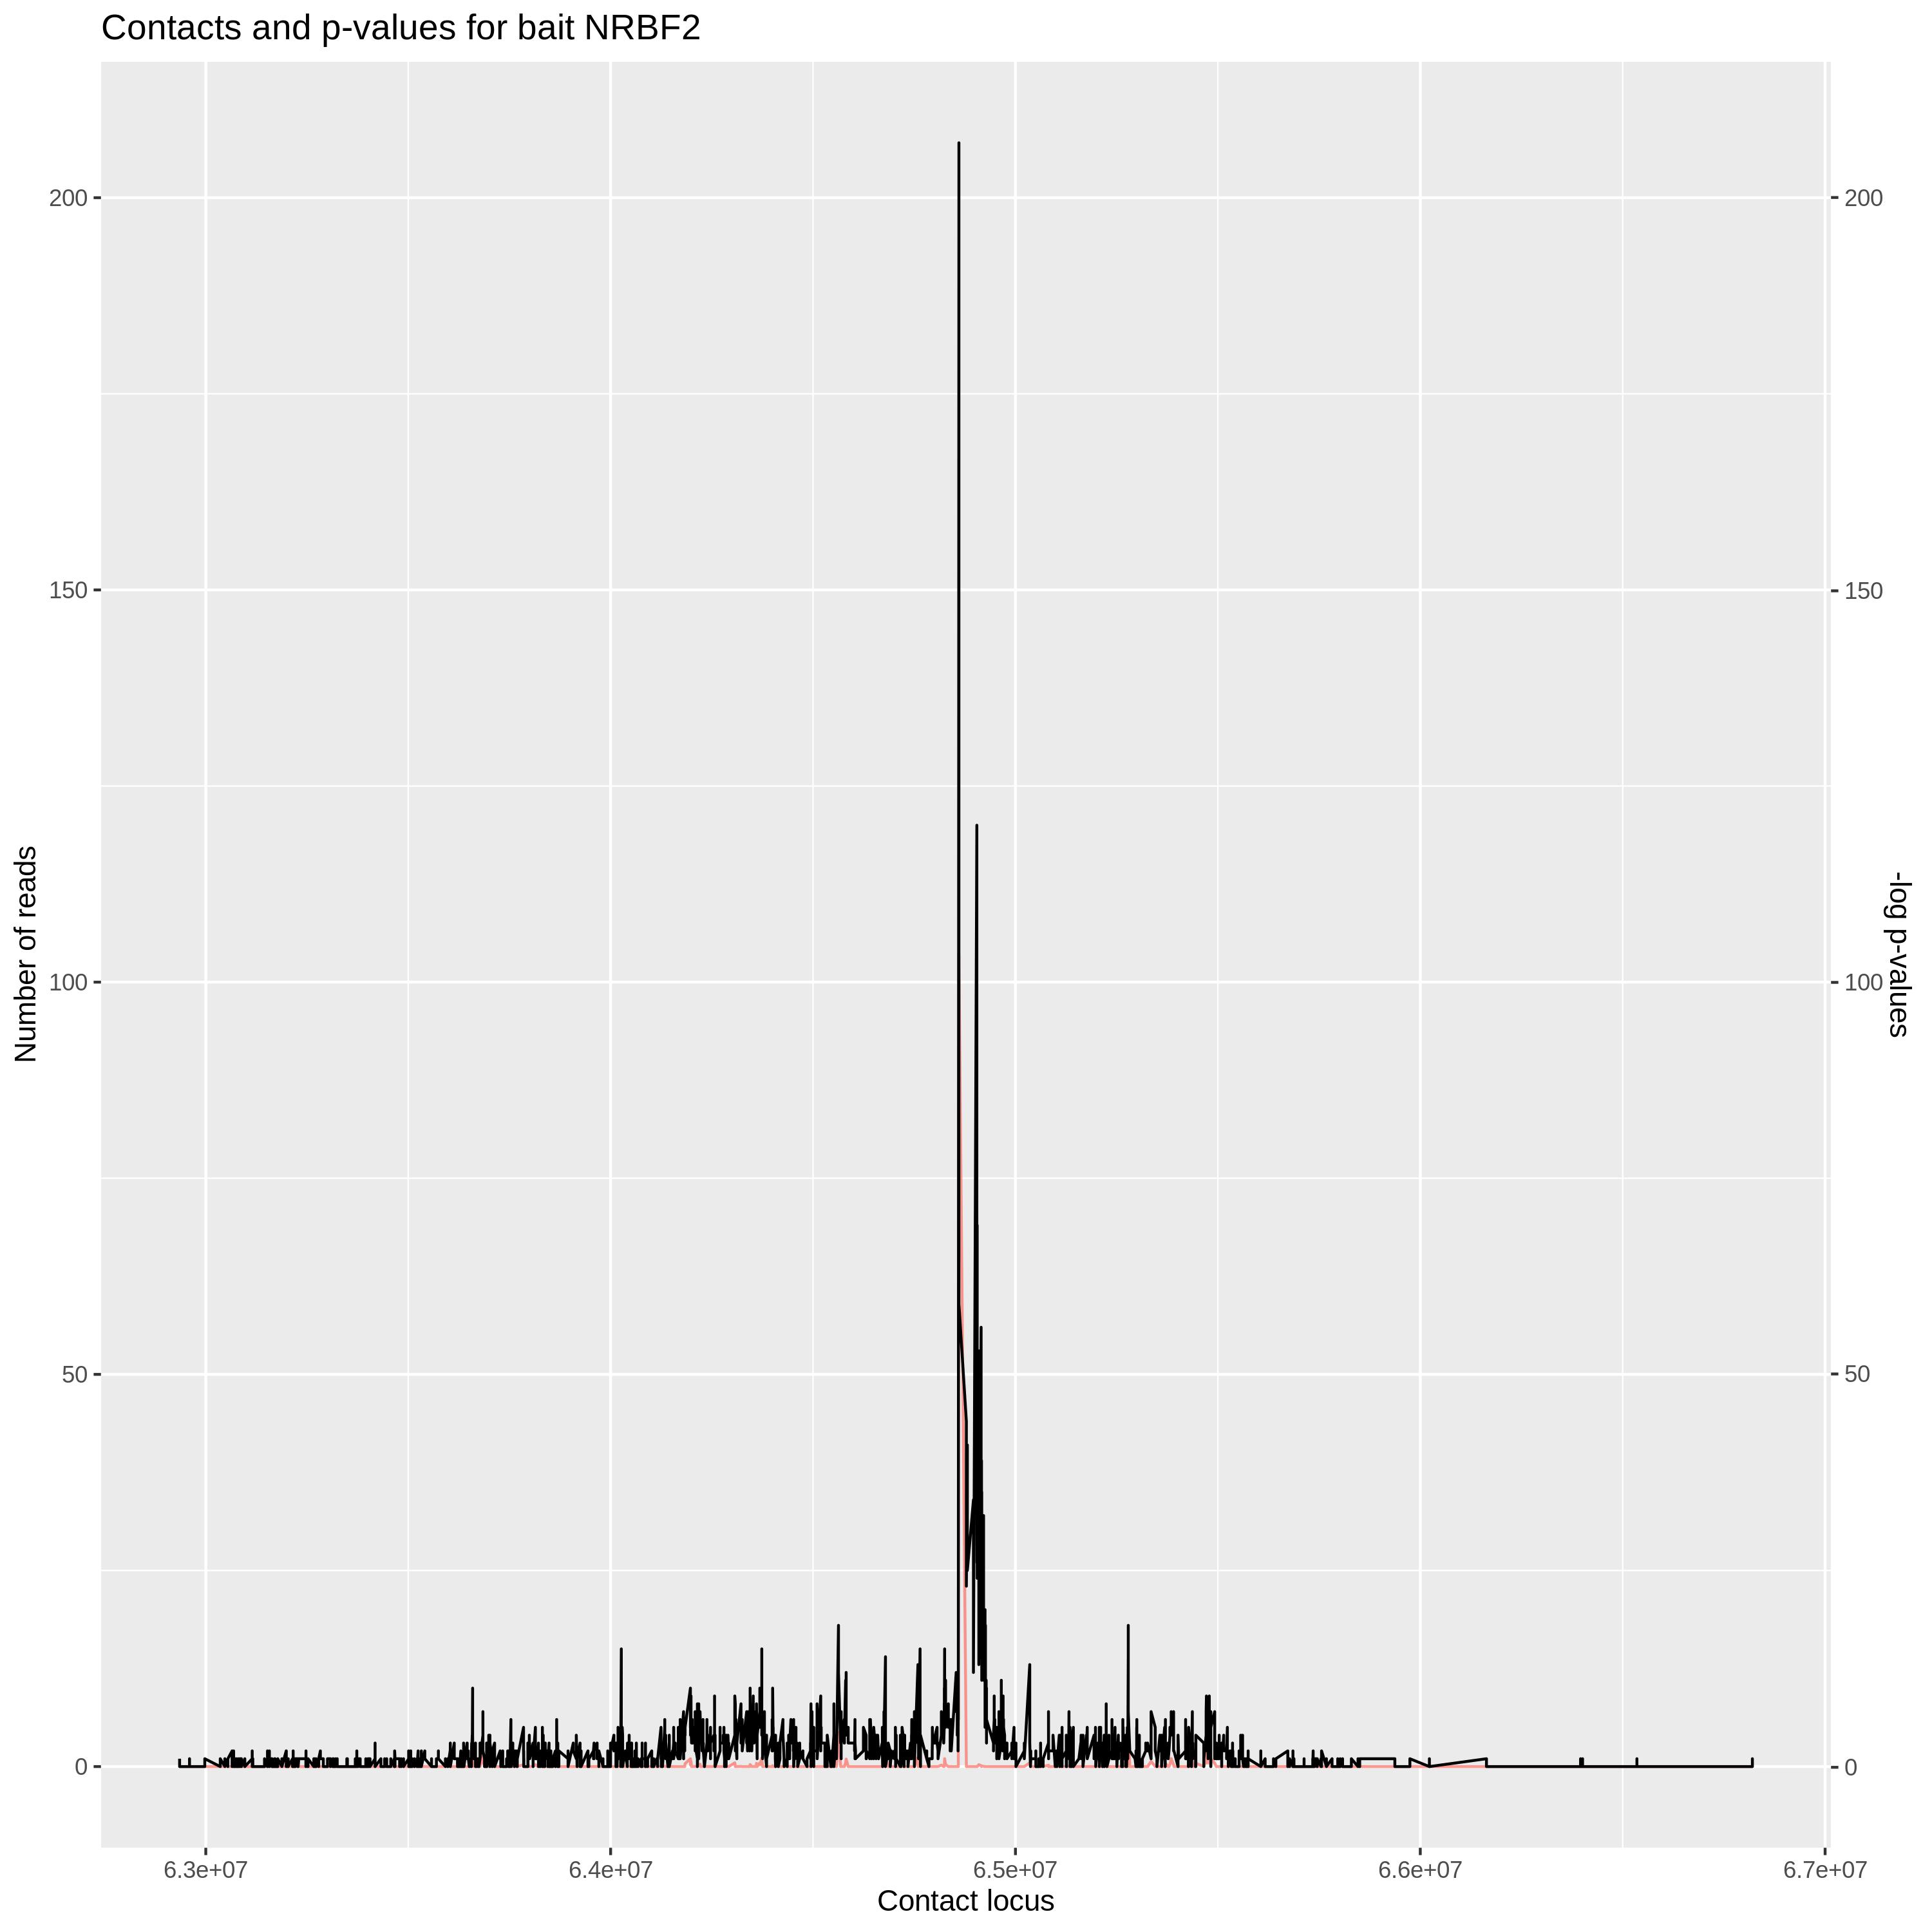 Contacts and p-values for bait NRBF2
200
150
100
50
0
200
150
100
50
0
Number of reads
-log p-values
6.3e+07 6.4e+07 6.5e+07 6.6e+07 6.7e+07
Contact locus